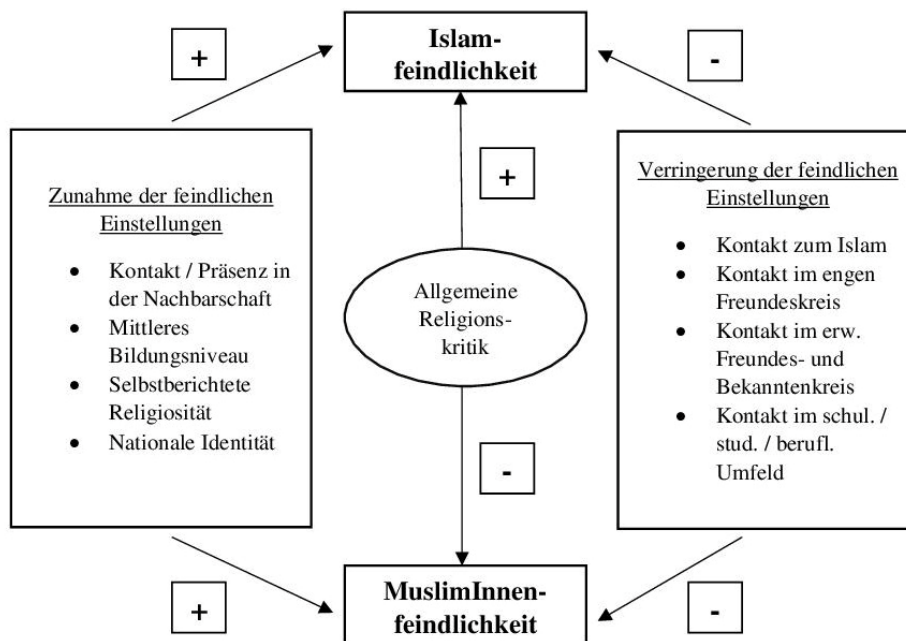 +
Islam-
feindlichkeit
-
Zunahme der feindlichen
Einstellungen
• Kontakt / Präsenz in
der Nachbarschaft
• Mittleres
Bildungsniveau
• Selbstberichtete
Religiosität
• Nationale Identität
+
Allgemeine
Religions-
kritik
-
Verringerung der feindlichen
Einstellungen
• Kontakt zum Islam
• Kontakt im engen
Freundeskreis
• Kontakt im erw.
Freundes- und
Bekanntenkreis
• Kontakt im schul. /
stud. / berufl.
Umfeld
+
MuslimInnen-
feindlichkeit
-